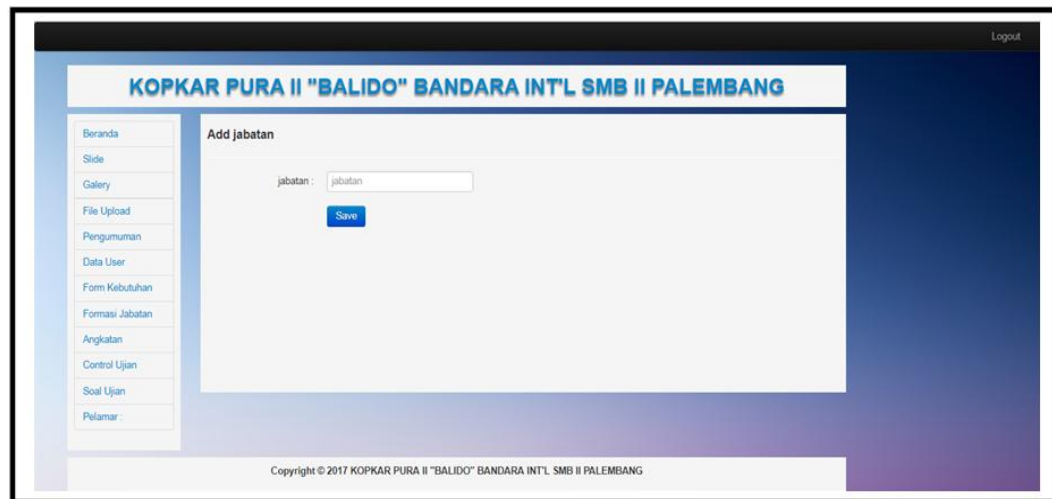 Logout
KOPKAR PURA II "BALIDO" BANDARA INT'L SMB II PALEMBANG
Beranda
Slide
Galery
File Upload
Pengumuman
Data User
Form Kebutuhan
Formasi Jabatan
Angkatan
Control Ujian
Soal Ujian
Pelamar :
Add jabatan
jabatan : jabatan
Save
Copyright © 2017 KOPKAR PURA II "BALIDO" BANDARA INT'L SMB II PALEMBANG